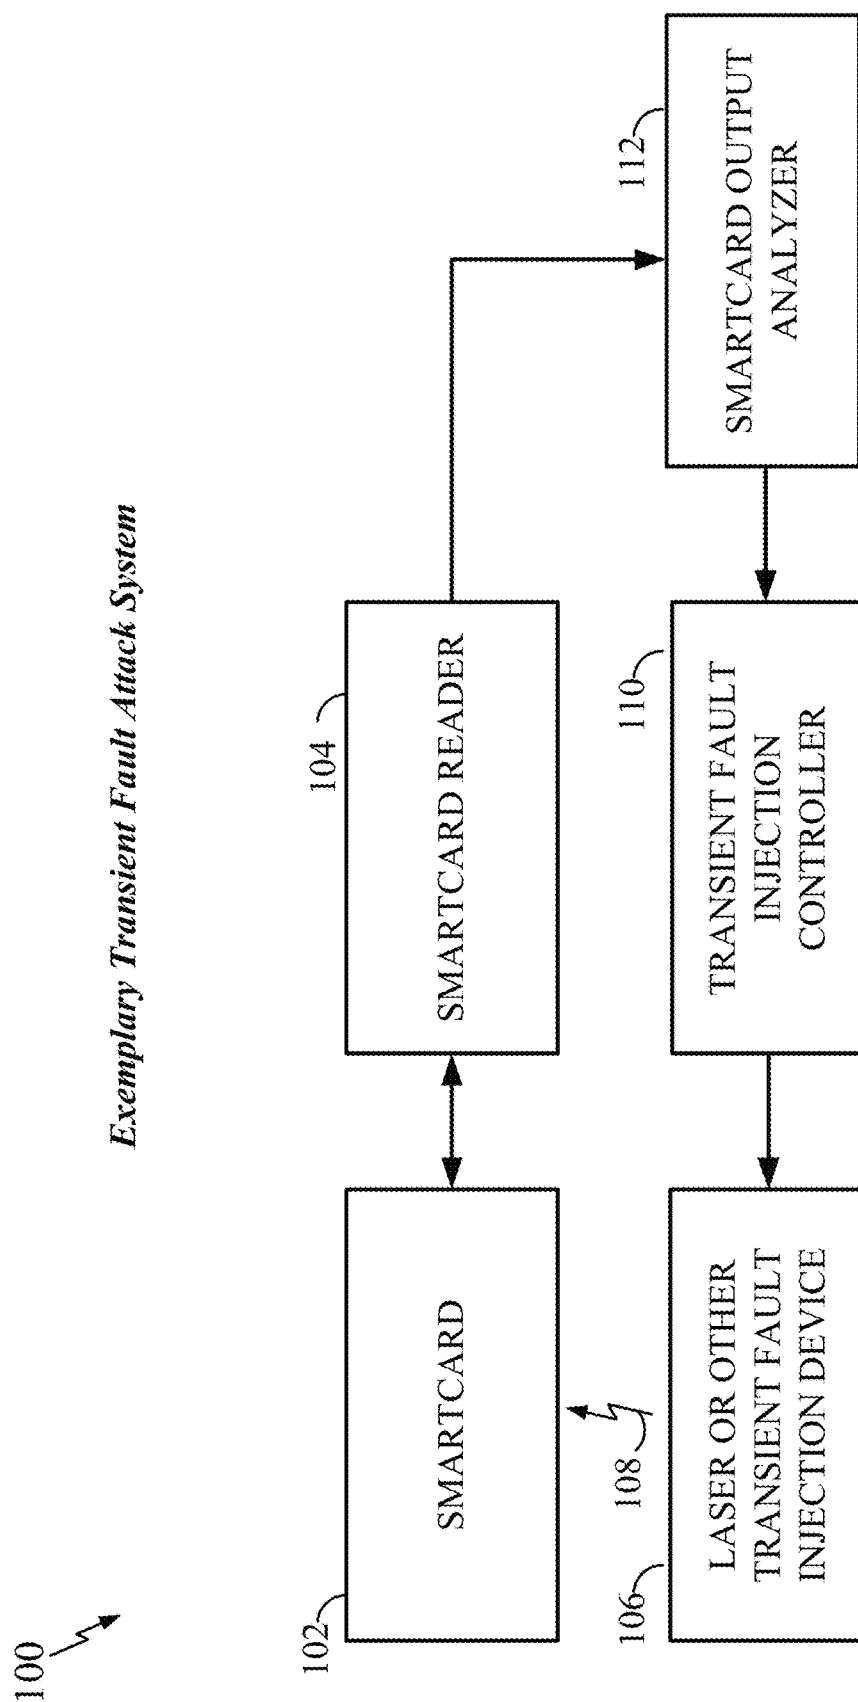 100
Exemplary Transient Fault Attack System
102
SMARTCARD
104
SMARTCARD READER
106
LASER OR OTHER
TRANSIENT FAULT
INJECTION DEVICE
108
110
TRANSIENT FAULT
INJECTION
CONTROLLER
112
SMARTCARD OUTPUT
ANALYZER